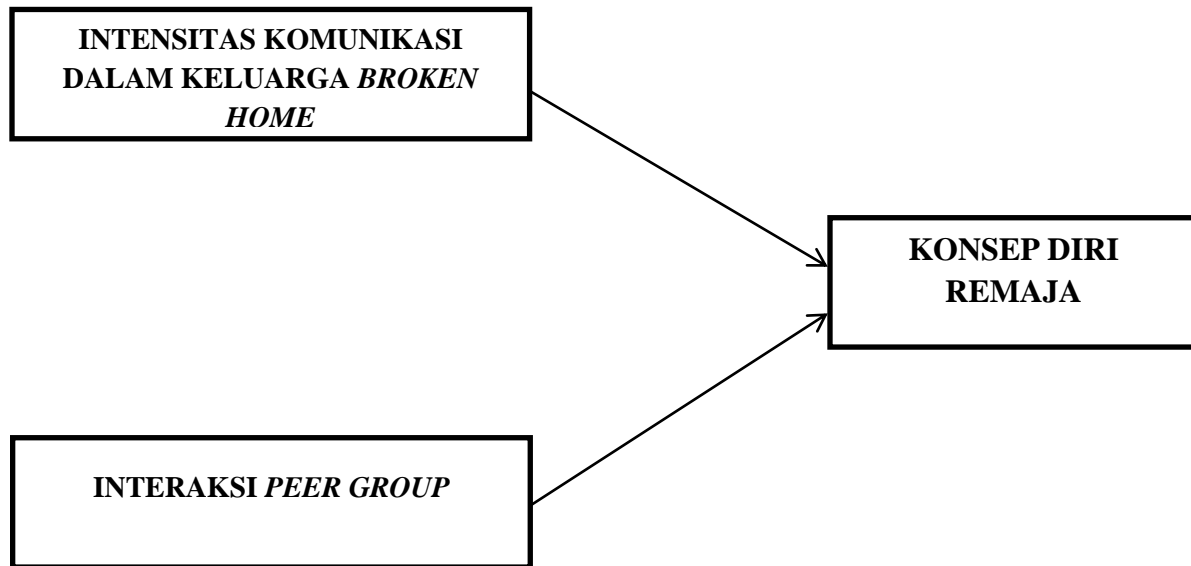 INTENSITAS KOMUNIKASI
DALAM KELUARGA BROKEN
HOME
KONSEP DIRI
REMAJA
INTERAKSI PEER GROUP